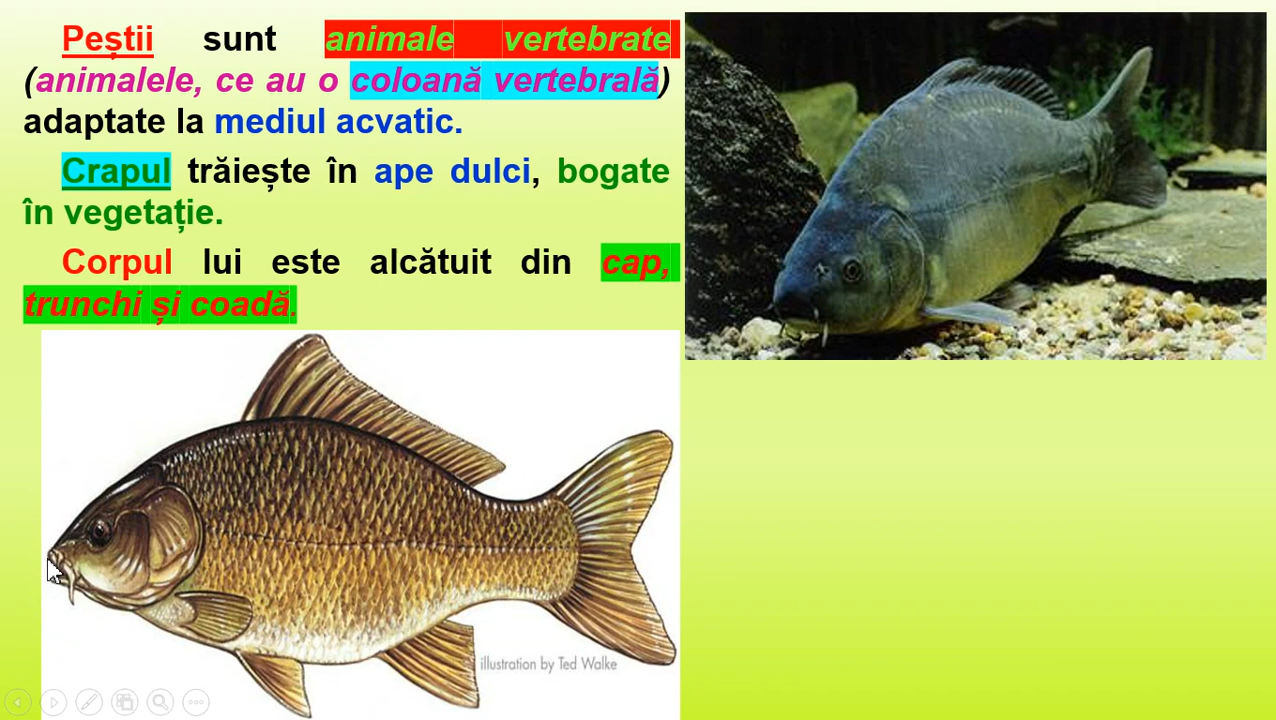 Peștii sunt animale vertebrate
(animalele, ce au o coloană vertebrală)
adaptate la mediul acvatic.
Crapul trăiește în ape dulci, bogate
în vegetație.
Corpul lui este alcătuit din cap,
trunchi și coadă.
illustration by Ted Walke